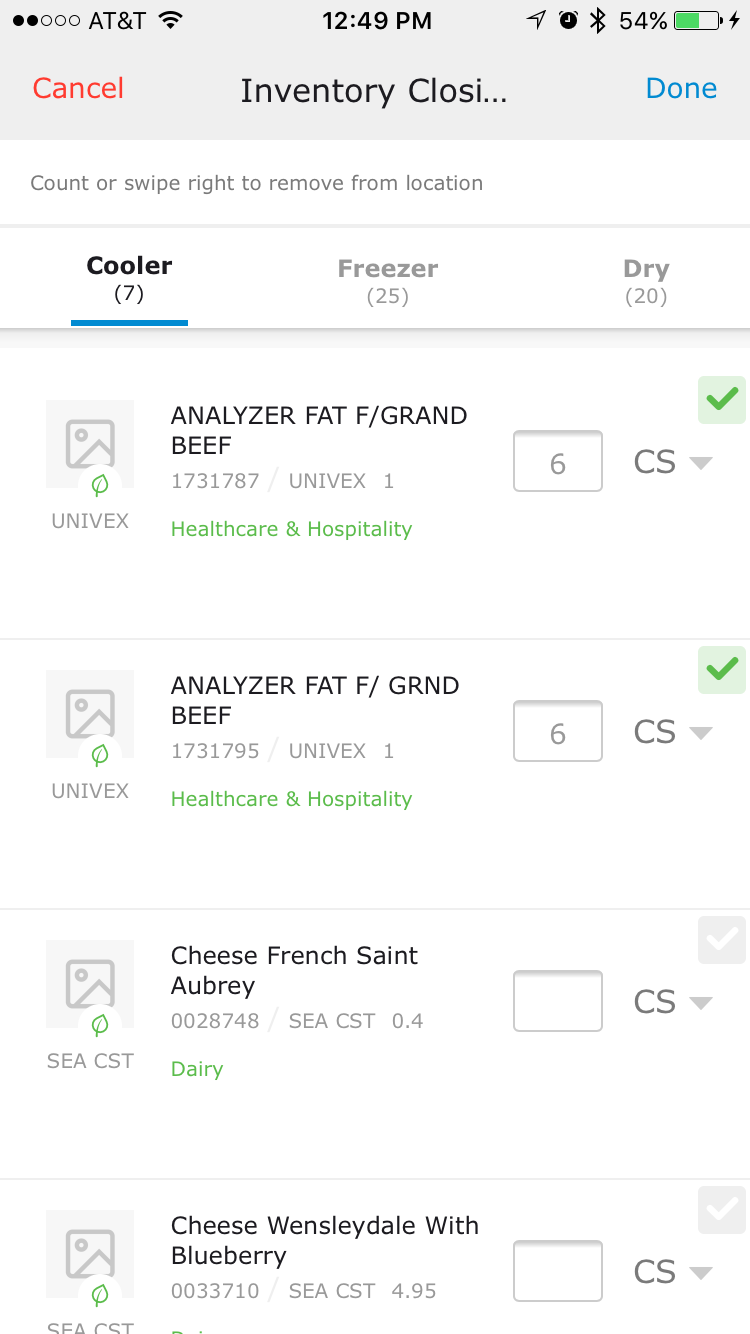 AT&T 12:49 PM 54%
Cancel Inventory Closi... Done
Count or swipe right to remove from location
Cooler Freezer Dry
(7) (25) (20)
ANALYZER FAT F/GRAND
BEEF
1731787 / UNIVEX 1
6 CS
UNIVEX
Healthcare & Hospitality
ANALYZER FAT F/ GRND
BEEF
1731795 / UNIVEX 1
6 CS
UNIVEX
Healthcare & Hospitality
Cheese French Saint
Aubrey
0028748 / SEA CST 0.4
CS
SEA CST
Dairy
Cheese Wensleydale With
Blueberry
0033710 / SEA CST 4.95
CS
SEA CST